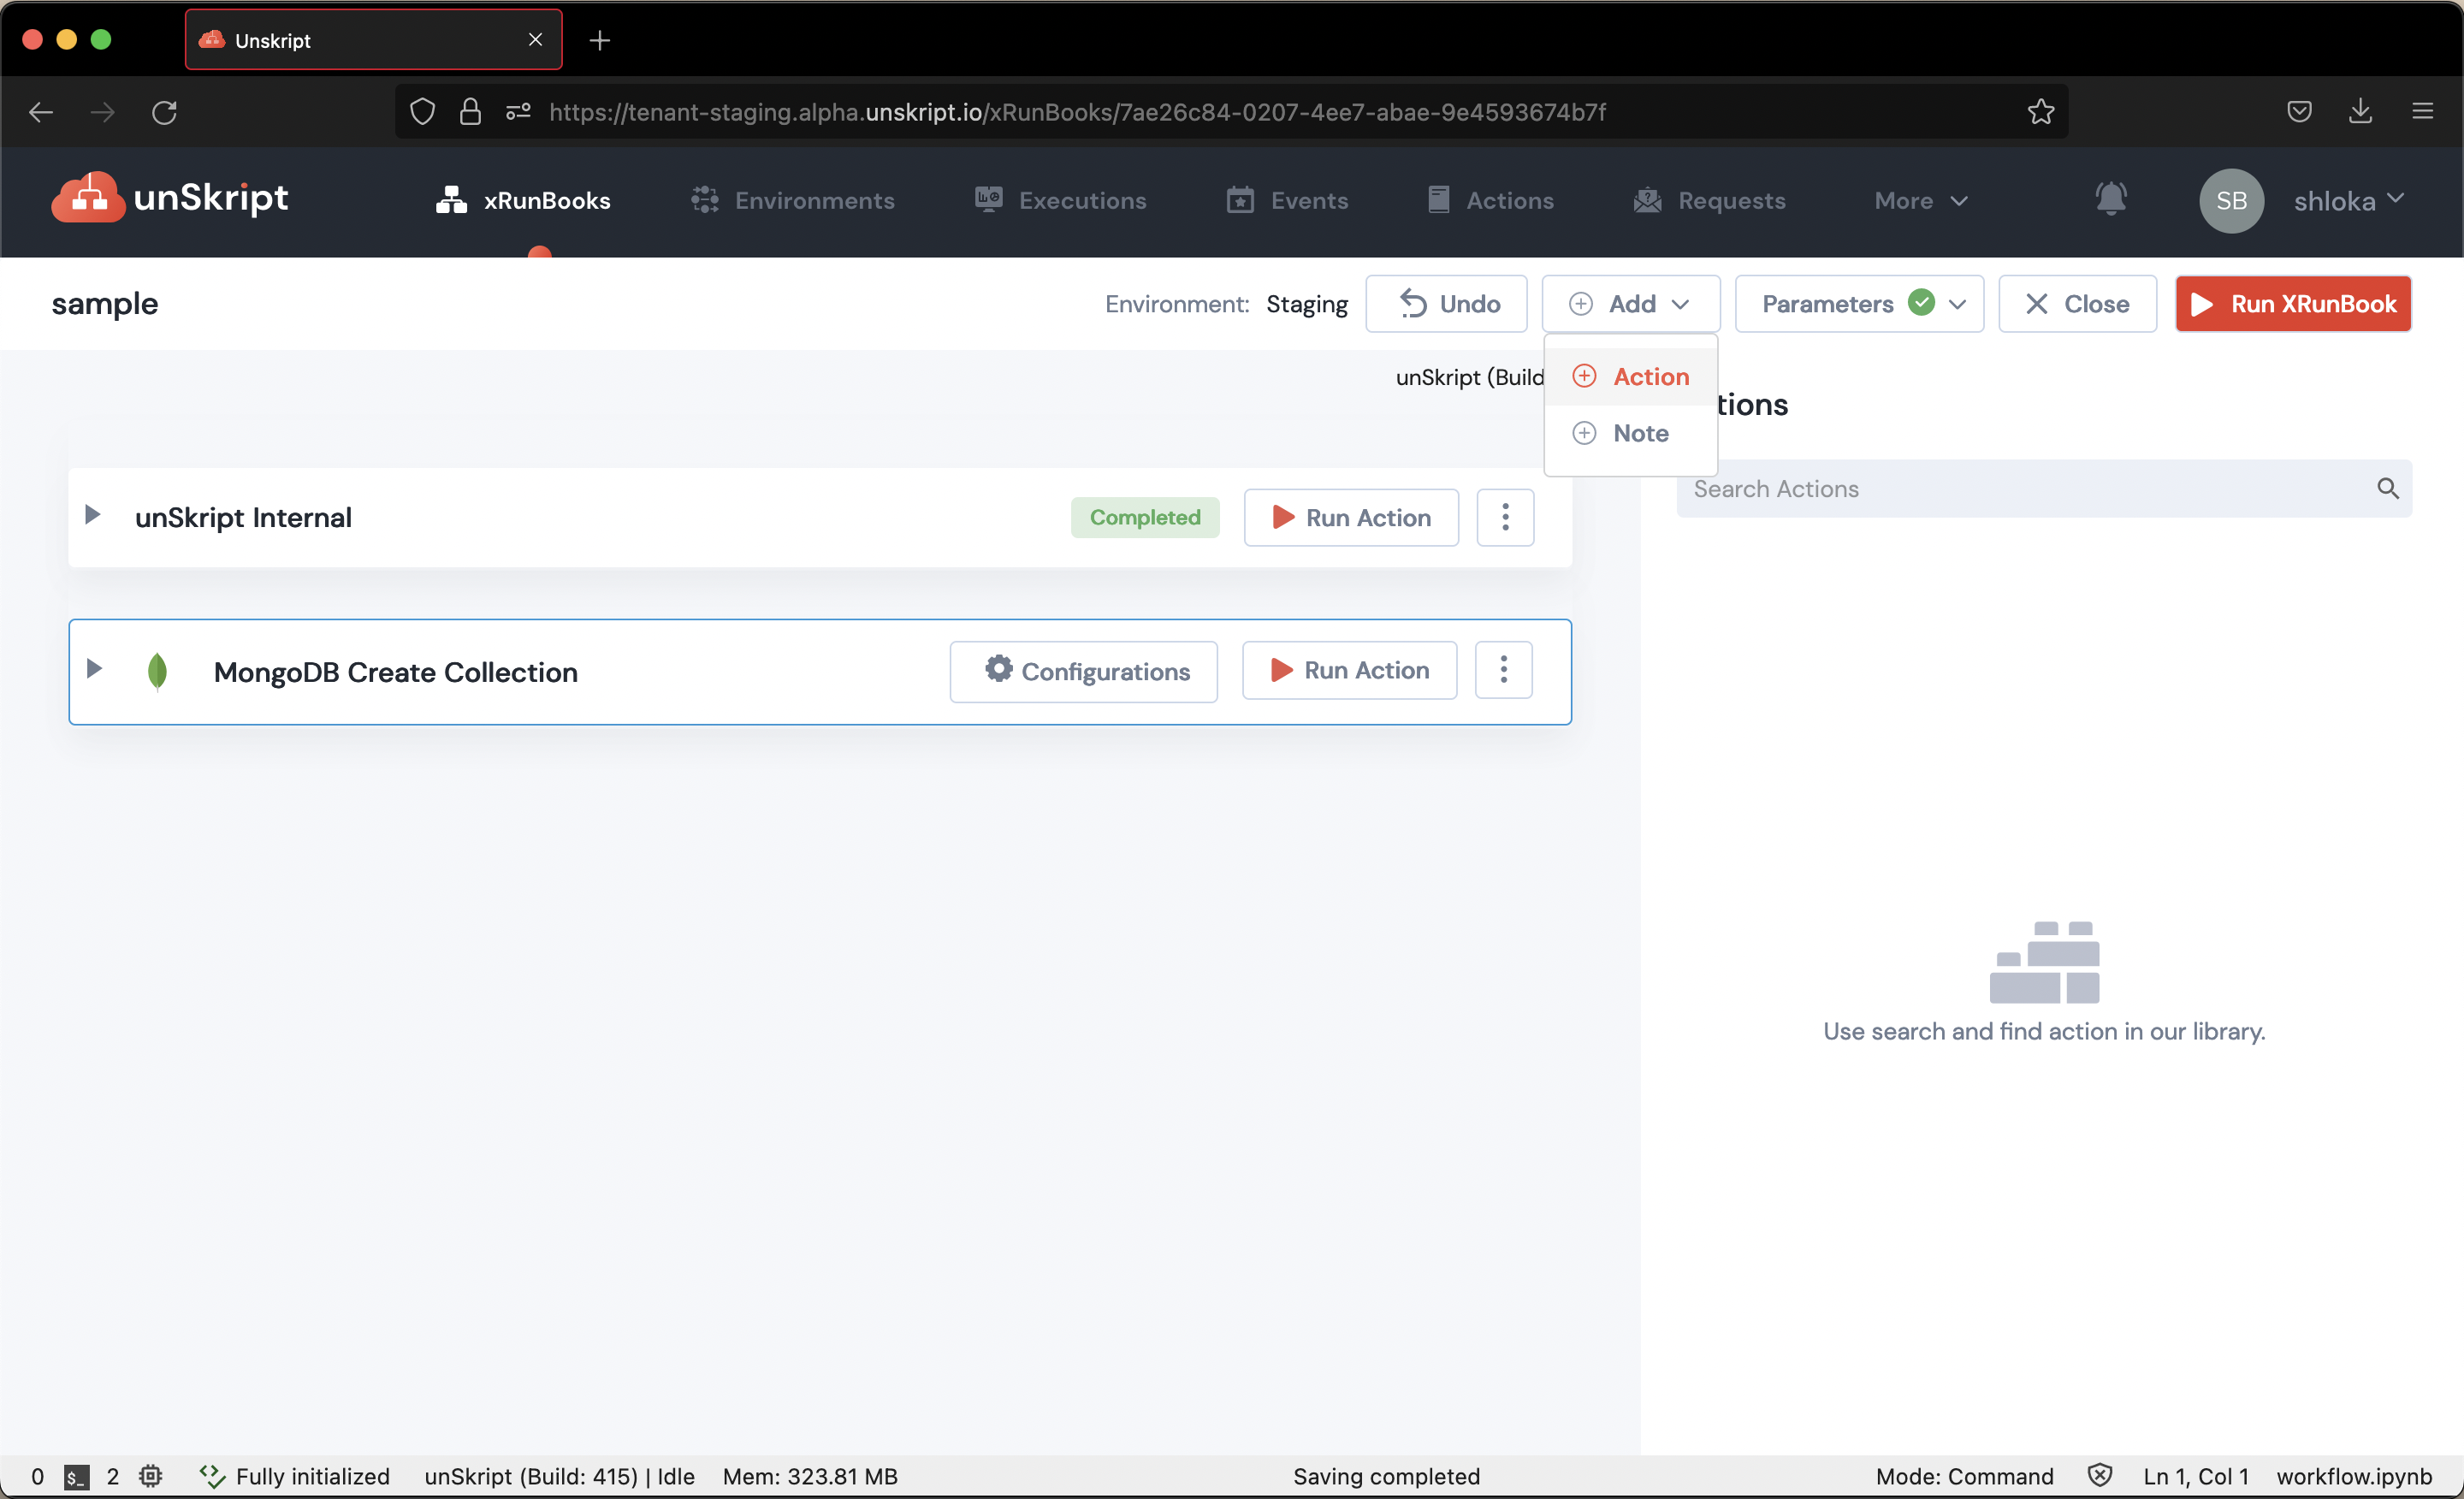 Unskript
https://tenant-staging.alpha.unskript.io/xRunBooks/7ae26c84-0207-4ee7-abae-9e4593674b7f
unSkript
xRunBooks
Environments
Executions
Events
Actions
Requests
More
SB
shloka
sample
Environment: Staging
Undo
Add
Parameters
Close
Run XRunBook
unSkript (Build
Action
Note
tions
Search Actions
unSkript Internal
Completed
Run Action
MongoDB Create Collection
Configurations
Run Action
Use search and find action in our library.
0 $_ 2 Fully initialized unSkript (Build: 415) | Idle Mem: 323.81 MB Saving completed Mode: Command Ln 1, Col 1 workflow.ipynb